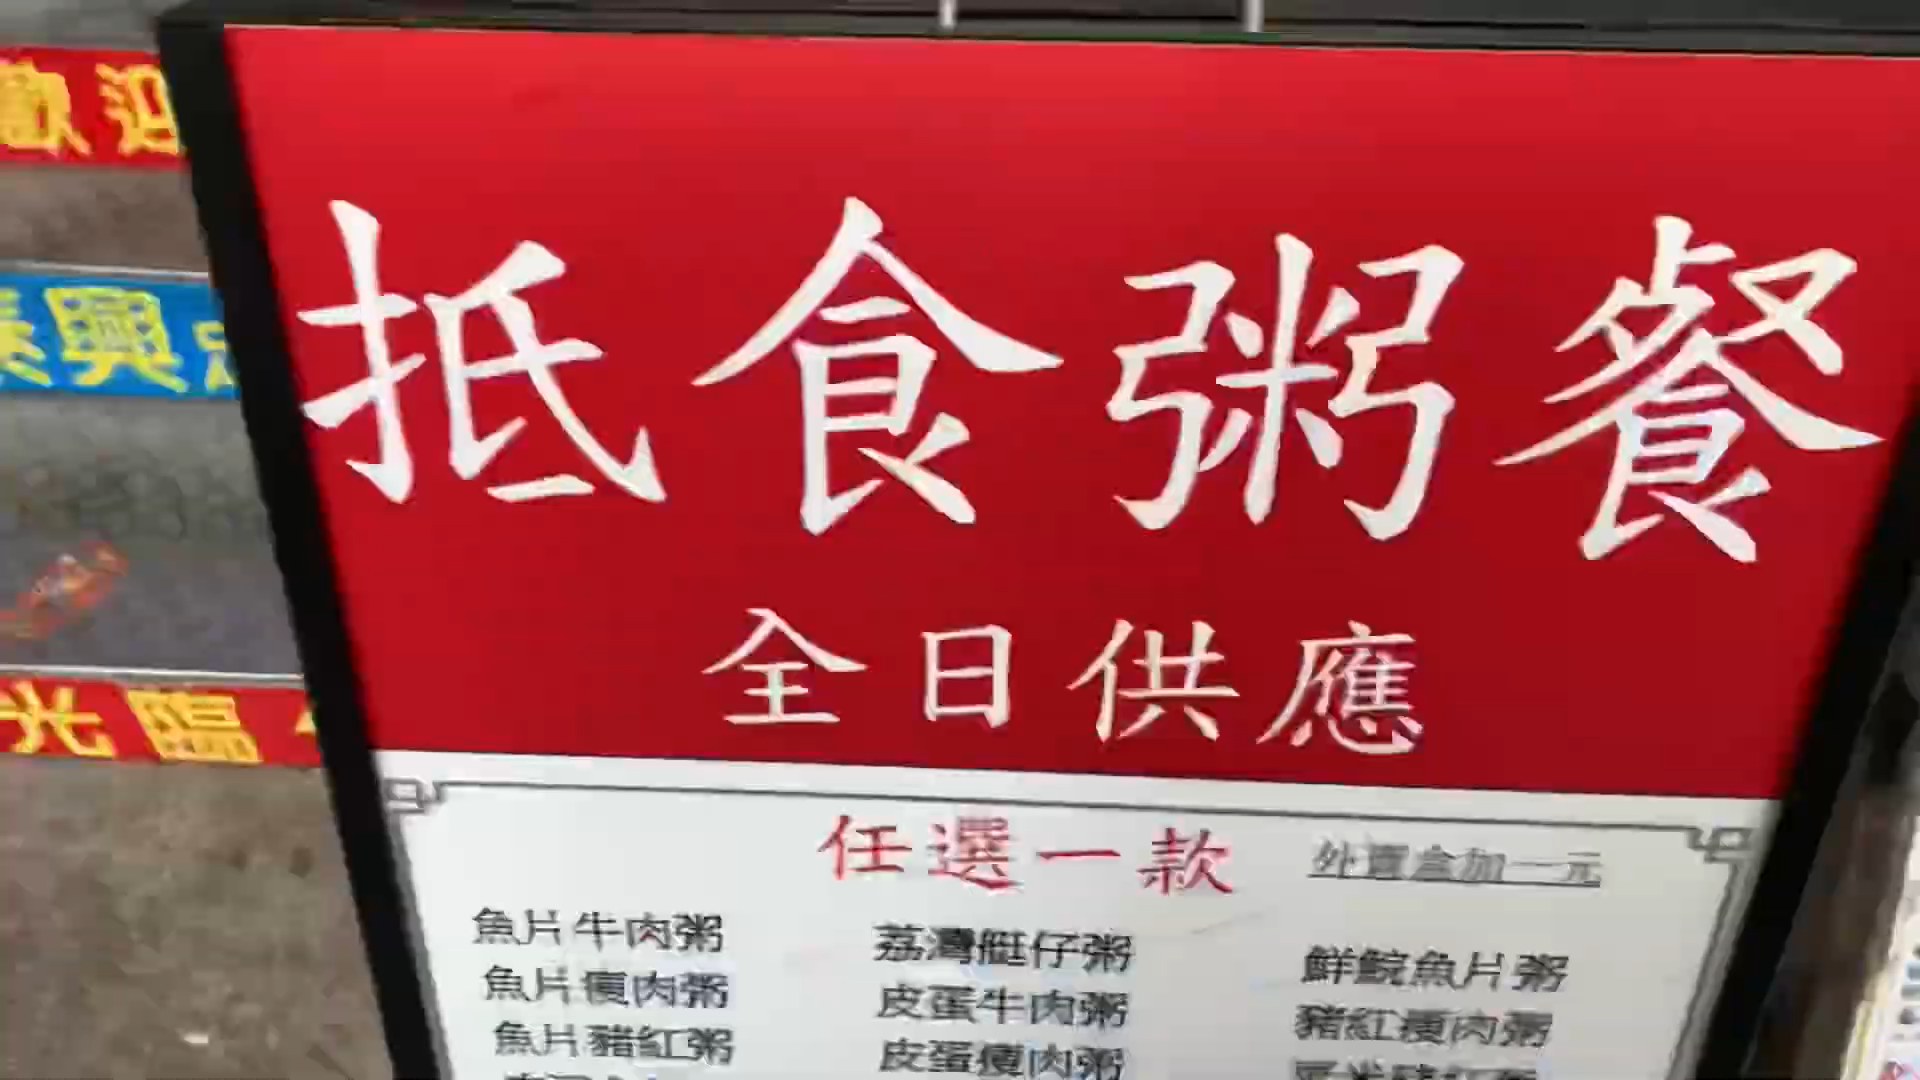 歡迎
泰興
光臨
抵食粥餐
全日供應
任選一款
外賣盒加一元
魚片牛肉粥
魚片瘦肉粥
魚片豬紅粥
荔灣艇仔粥
皮蛋牛肉粥
皮蛋瘦肉粥
鮮鯇魚片粥
豬紅瘦肉粥